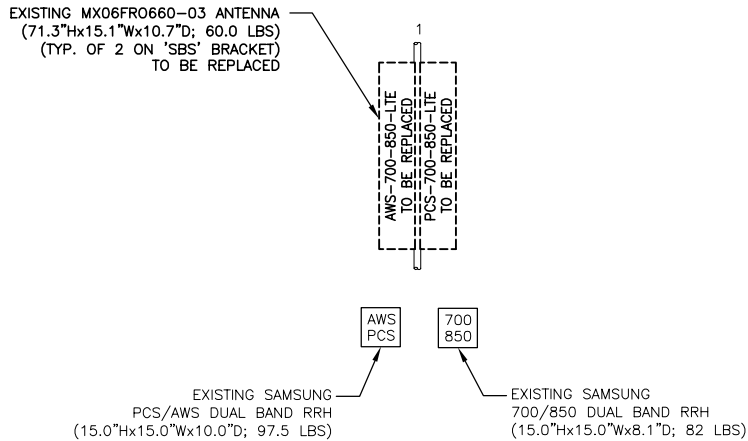 EXISTING MX06FRO660-03 ANTENNA
(71.3"Hx15.1"Wx10.7"D; 60.0 LBS)
(TYP. OF 2 ON 'SBS' BRACKET)
TO BE REPLACED
1
AWS-700-850-LTE
TO BE REPLACED
PCS-700-850-LTE
TO BE REPLACED
AWS
PCS
700
850
EXISTING SAMSUNG
PCS/AWS DUAL BAND RRH
(15.0"Hx15.0"Wx10.0"D; 97.5 LBS)
EXISTING SAMSUNG
700/850 DUAL BAND RRH
(15.0"Hx15.0"Wx8.1"D; 82 LBS)